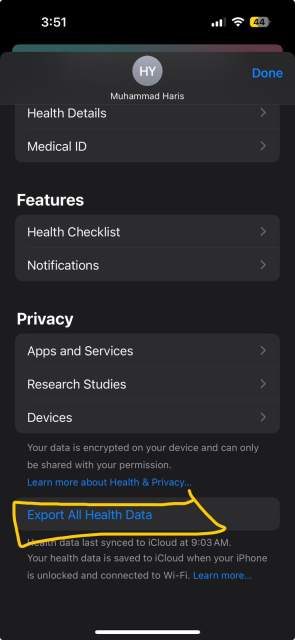 3:51
44
HY
Done
Muhammad Haris
Health Details
Medical ID
Features
Health Checklist
Notifications
Privacy
Apps and Services
Research Studies
Devices
Your data is encrypted on your device and can only
be shared with your permission.
Learn more about Health & Privacy...
Export All Health Data
Health data last synced to iCloud at 9:03 AM.
Your health data is saved to iCloud when your iPhone
is unlocked and connected to Wi-Fi. Learn more...